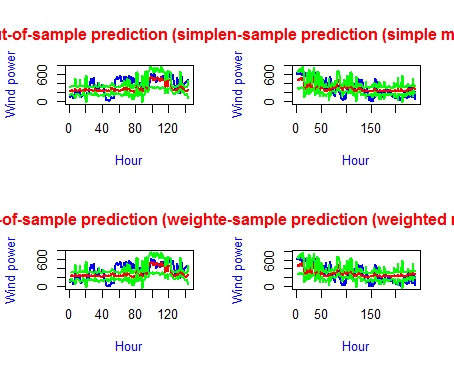 ut-of-sample prediction (simplen-sample prediction (simple m
Wind power
600
0
0 40 80 120
Hour
Wind power
600
0
0 50 150
Hour
-of-sample prediction (weighte-sample prediction (weighted
Wind power
600
0
0 40 80 120
Hour
Wind power
600
0
0 50 150
Hour